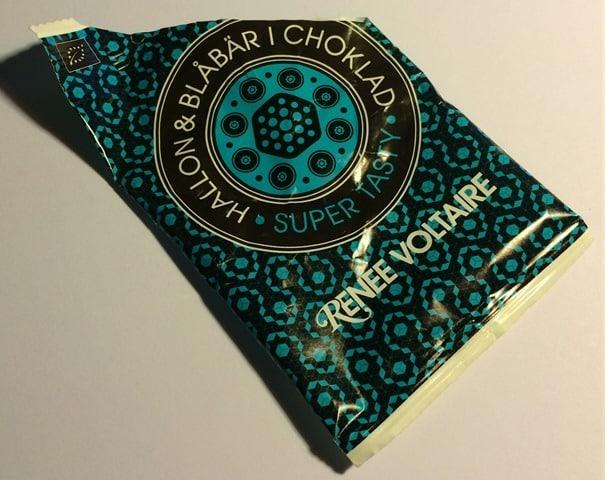 HALLON & BLÅBÄR I CHOKLAD
• SUPER TASTY
RENÉE VOLTAIRE